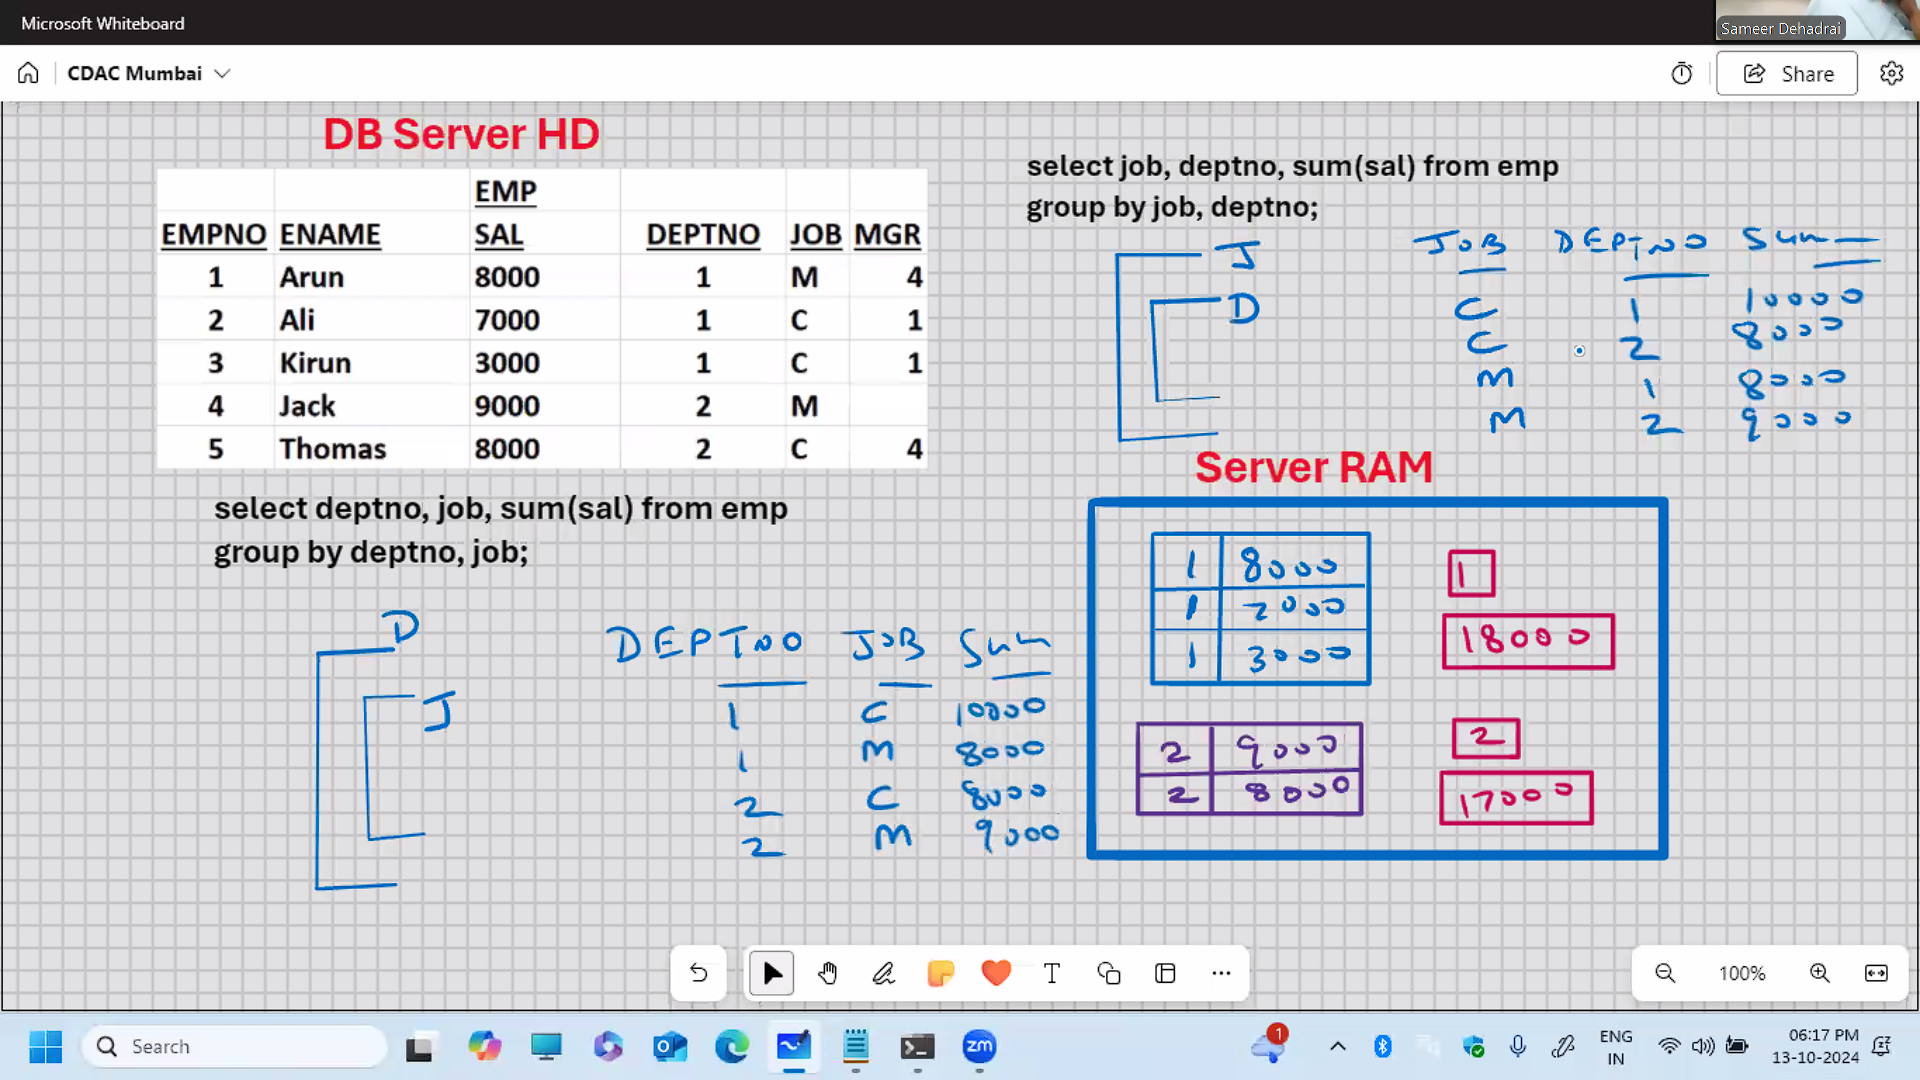 Microsoft Whiteboard
Sameer Dehadrai
CDAC Mumbai
Share
DB Server HD
EMP
EMPNO ENAME SAL DEPTNO JOB MGR
1 Arun 8000 1 M 4
2 Ali 7000 1 C 1
3 Kirun 3000 1 C 1
4 Jack 9000 2 M
5 Thomas 8000 2 C 4
select deptno, job, sum(sal) from emp
group by deptno, job;
D
J
DEPTNO JOB Sum
1 C 10000
1 M 8000
2 C 8000
2 M 9000
select job, deptno, sum(sal) from emp
group by job, deptno;
J
D
JOB DEPTNO Sum
C 1 10000
C 2 8000
M 1 8000
M 2 9000
Server RAM
1 8000
1 7000
1 3000
1
18000
2 9000
2 8000
2
17000
100%
Search
zm
1
ENG
IN
06:17 PM
13-10-2024